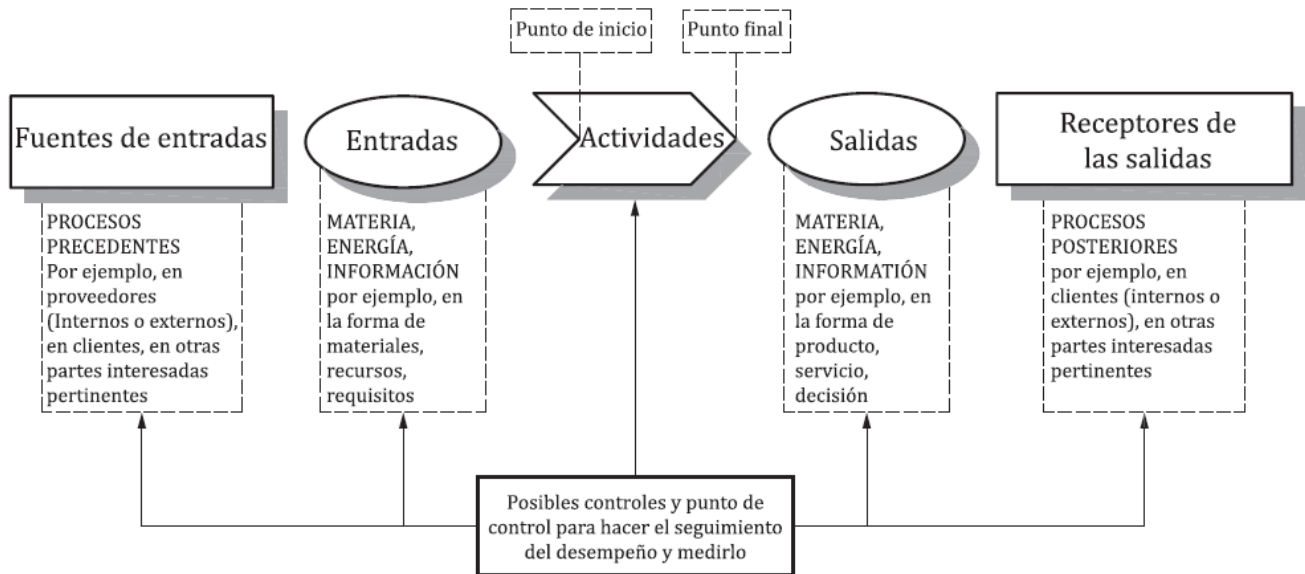 Punto de inicio
Punto final
Fuentes de entradas
Entradas
Actividades
Salidas
Receptores de
las salidas
PROCESOS
PRECEDENTES
Por ejemplo, en
proveedores
(Internos o externos),
en clientes, en otras
partes interesadas
pertinentes
MATERIA,
ENERGÍA,
INFORMACIÓN
por ejemplo, en
la forma de
materiales,
recursos,
requisitos
MATERIA,
ENERGÍA,
INFORMATIÓN
por ejemplo, en
la forma de
producto,
servicio,
decisión
PROCESOS
POSTERIORES
por ejemplo, en
clientes (internos o
externos), en otras
partes interesadas
pertinentes
Posibles controles y punto de
control para hacer el seguimiento
del desempeño y medirlo